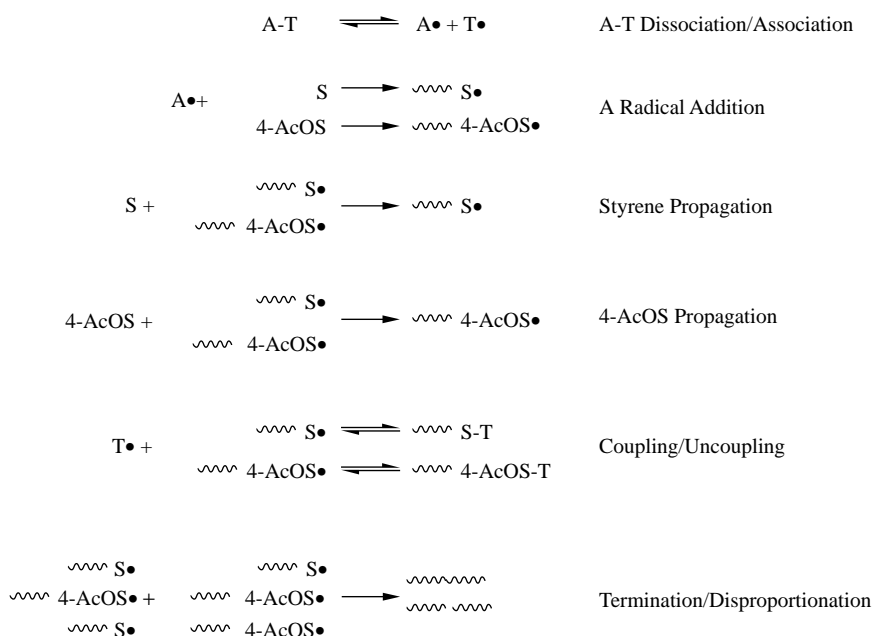 A-T A● + T● A-T Dissociation/Association
S S●
A●+ A Radical Addition
4-AcOS 4-AcOS●
S●
S + S● Styrene Propagation
4-AcOS●
S●
4-AcOS + 4-AcOS● 4-AcOS Propagation
4-AcOS●
S● S-T
T● + Coupling/Uncoupling
4-AcOS● 4-AcOS-T
S● S●
4-AcOS● + 4-AcOS● Termination/Disproportionation
S● 4-AcOS●